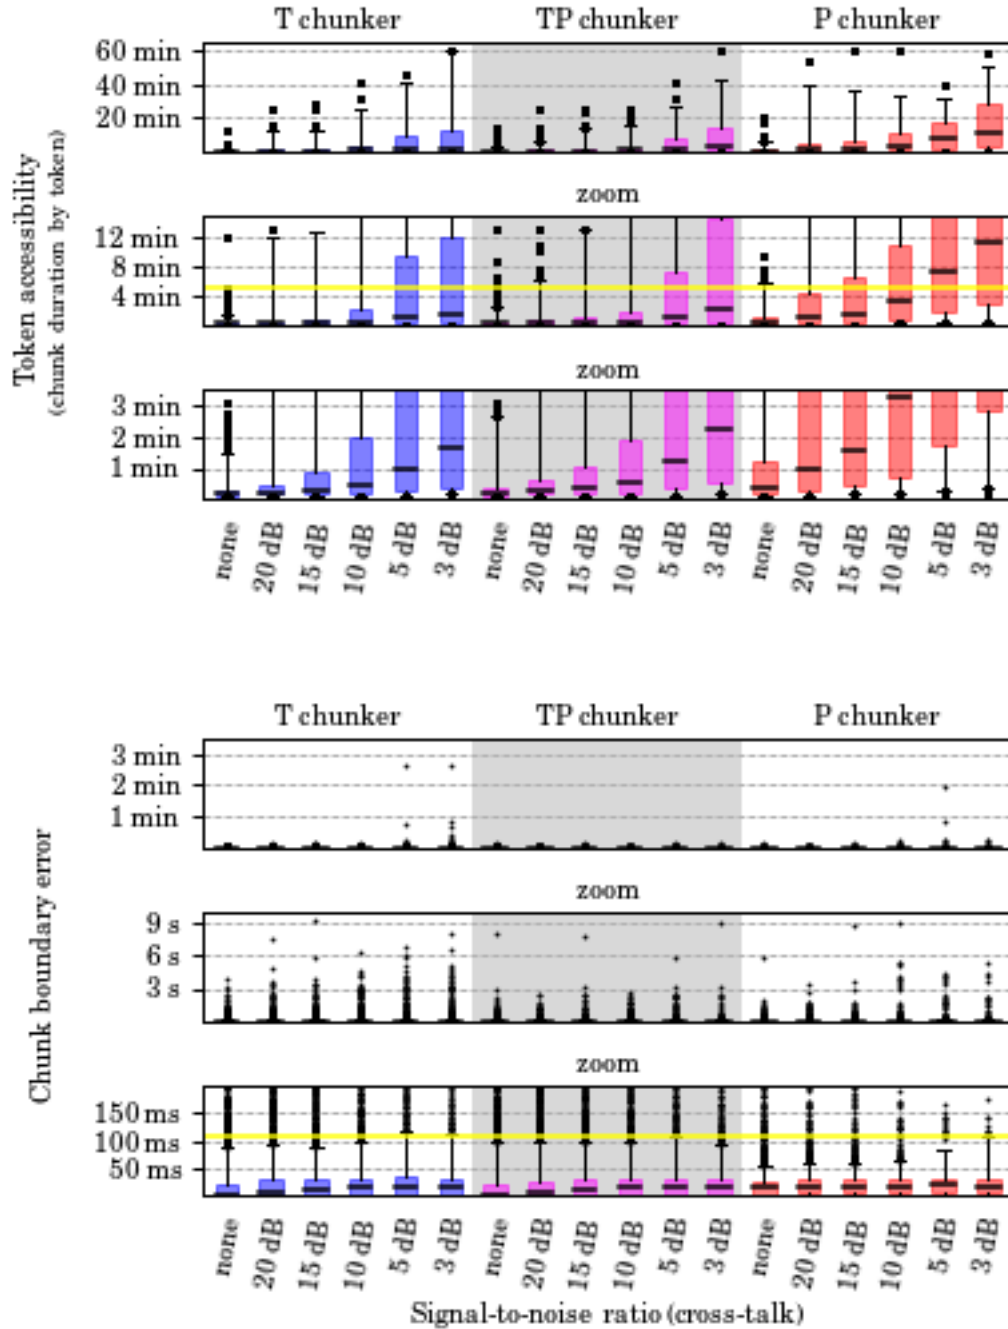 T chunker TP chunker P chunker
60 min
40 min
20 min
zoom
12 min
8 min
4 min
zoom
3 min
2 min
1 min
Token accessibility
(chunk duration by token)
none 20 dB 15 dB 10 dB 5 dB 3 dB none 20 dB 15 dB 10 dB 5 dB 3 dB none 20 dB 15 dB 10 dB 5 dB 3 dB
T chunker TP chunker P chunker
3 min
2 min
1 min
zoom
9 s
6 s
3 s
zoom
150 ms
100 ms
50 ms
Chunk boundary error
none 20 dB 15 dB 10 dB 5 dB 3 dB none 20 dB 15 dB 10 dB 5 dB 3 dB none 20 dB 15 dB 10 dB 5 dB 3 dB
Signal-to-noise ratio (cross-talk)